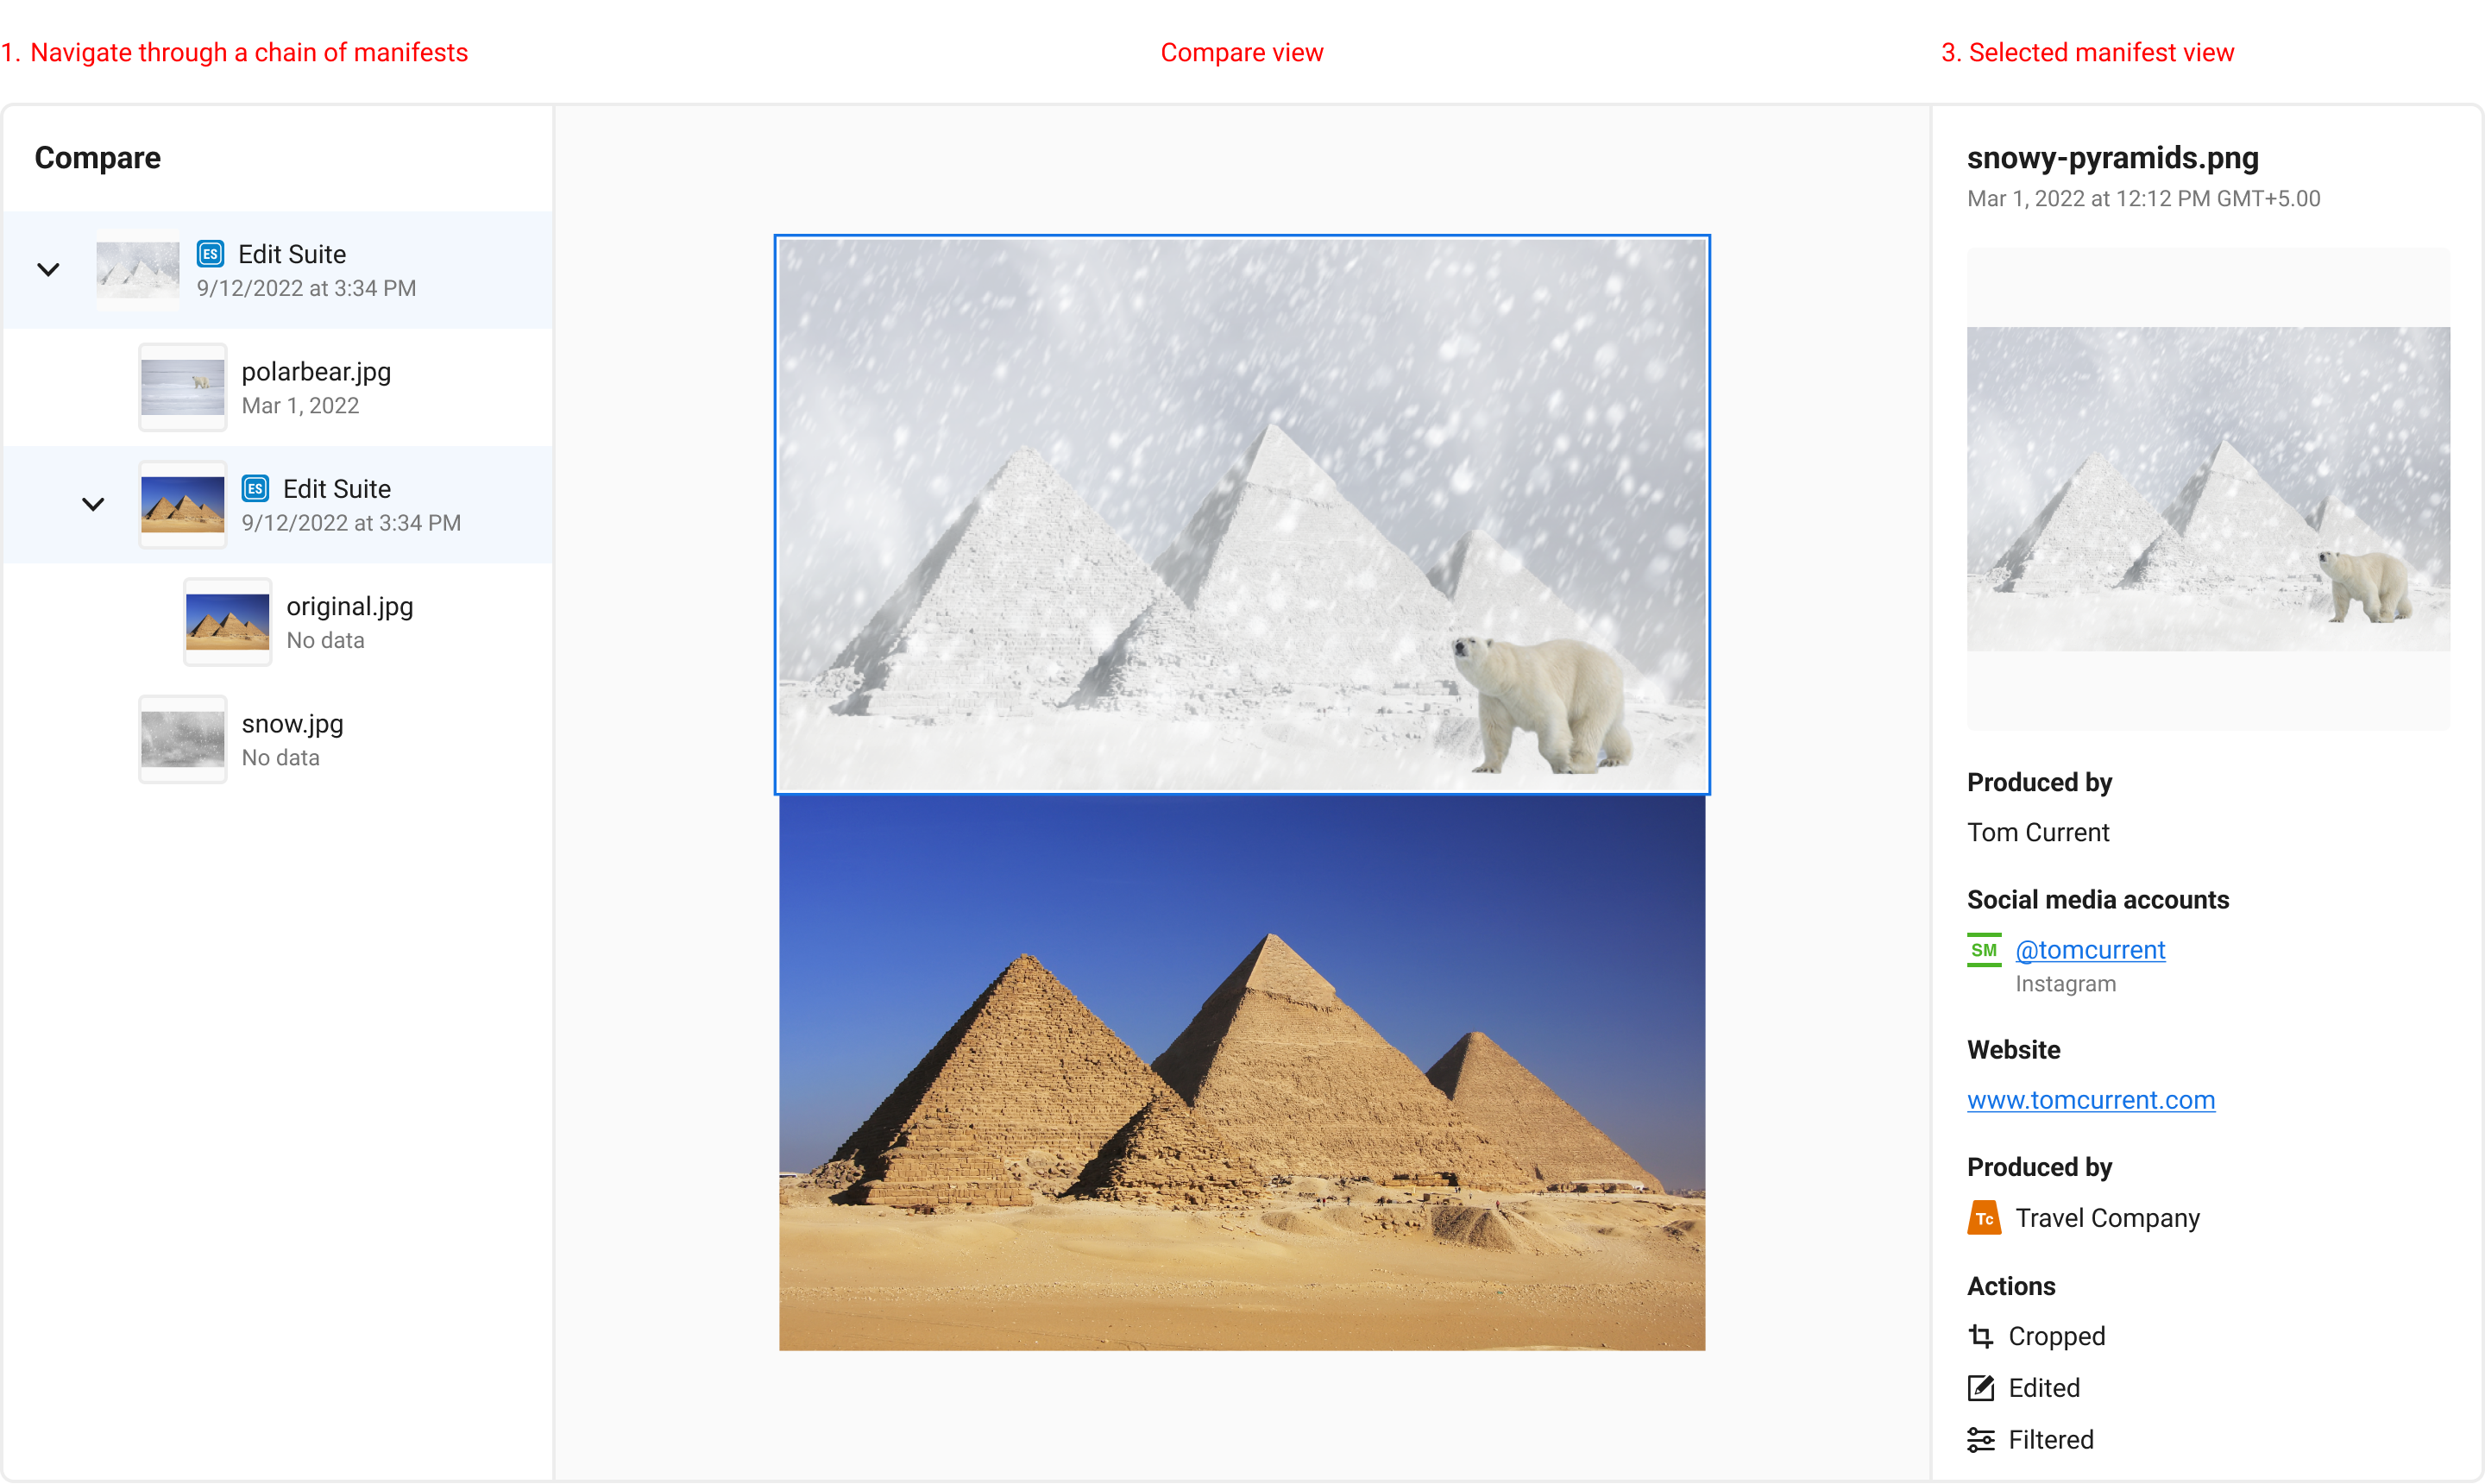 1. Navigate through a chain of manifests
Compare view
3. Selected manifest view
Compare
ES Edit Suite
9/12/2022 at 3:34 PM
polarbear.jpg
Mar 1, 2022
ES Edit Suite
9/12/2022 at 3:34 PM
original.jpg
No data
snow.jpg
No data
snowy-pyramids.png
Mar 1, 2022 at 12:12 PM GMT+5.00
Produced by
Tom Current
Social media accounts
SM @tomcurrent
Instagram
Website
www.tomcurrent.com
Produced by
Tc Travel Company
Actions
Cropped
Edited
Filtered